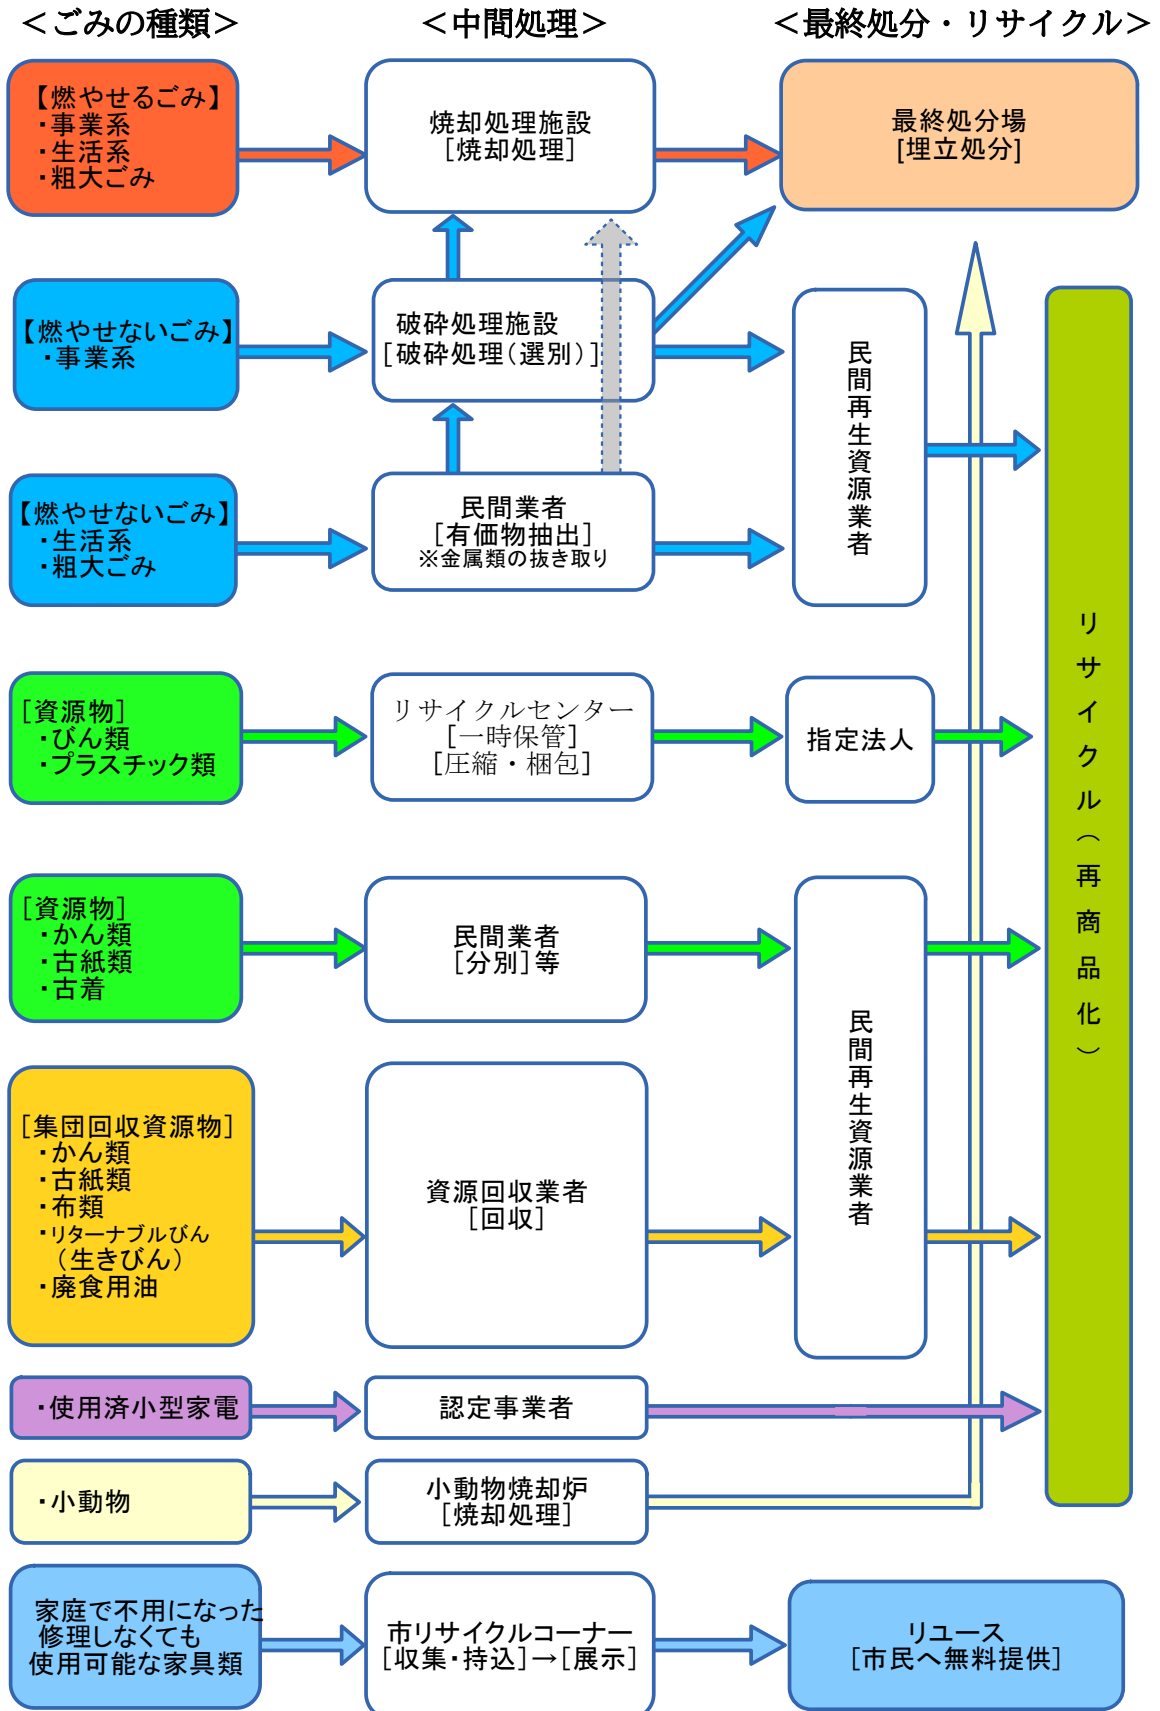 ＜ごみの種類＞
＜中間処理＞
＜最終処分・リサイクル＞
【燃やせるごみ】
・事業系
・生活系
・粗大ごみ
焼却処理施設
[焼却処理]
最終処分場
[埋立処分]
【燃やせないごみ】
・事業系
破砕処理施設
[破砕処理（選別）]
民間再生資源業者
【燃やせないごみ】
・生活系
・粗大ごみ
民間業者
[有価物抽出]
※金属類の抜き取り
リサイクル（再商品化）
[資源物]
・びん類
・プラスチック類
リサイクルセンター
[一時保管]
[圧縮・梱包]
指定法人
[資源物]
・かん類
・古紙類
・古着
民間業者
[分別]等
民間再生資源業者
[集団回収資源物]
・かん類
・古紙類
・布類
・リターナブルびん
（生きびん）
・廃食用油
資源回収業者
[回収]
・使用済小型家電
認定事業者
・小動物
小動物焼却炉
[焼却処理]
家庭で不用になった
修理しなくても
使用可能な家具類
市リサイクルコーナー
[収集・持込]→[展示]
リユース
[市民へ無料提供]